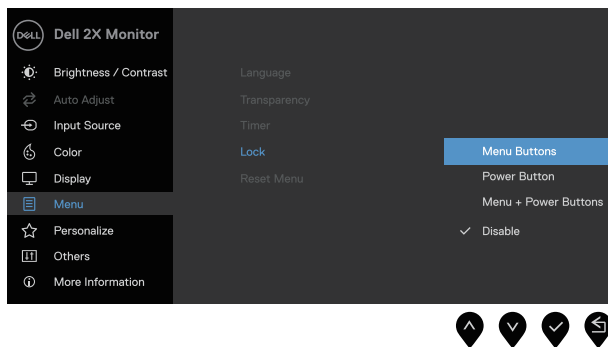 DELL
Dell 2X Monitor
Brightness / Contrast
Auto Adjust
Input Source
Color
Display
Menu
Personalize
Others
More Information
Language
Transparency
Timer
Lock
Reset Menu
Menu Buttons
Power Button
Menu + Power Buttons
Disable